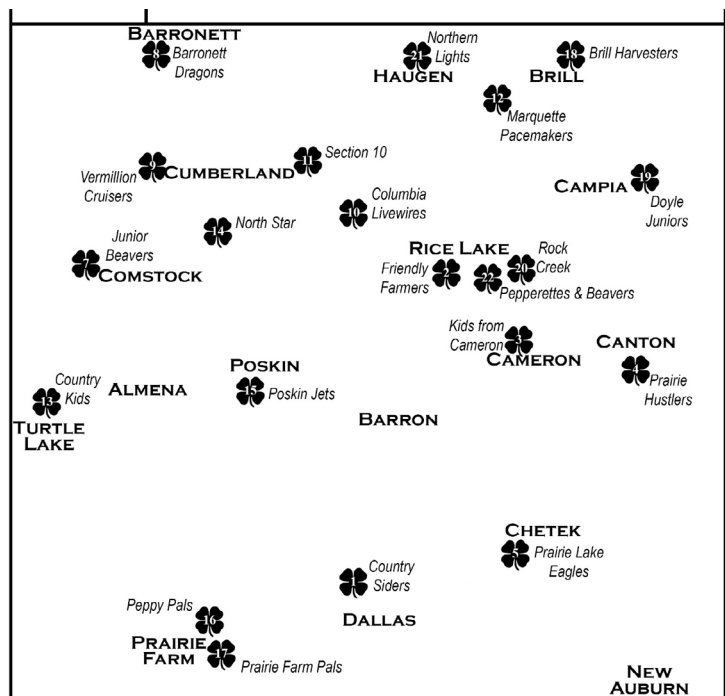 BARRONETT
8
Barronett
Dragons
Northern
Lights
21
HAUGEN
18
Brill Harvesters
BRILL
12
Marquette
Pacemakers
9
Vermillion
Cruisers
CUMBERLAND
11
Section 10
CAMPIA
19
Doyle
Juniors
10
Columbia
Livewires
14
North Star
Junior
Beavers
7
COMSTOCK
RICE LAKE
Friendly
Farmers
2
22
20
Rock
Creek
Pepperettes & Beavers
Kids from
Cameron
3
CAMERON
CANTON
4
Prairie
Hustlers
POSKIN
15
Poskin Jets
ALMENA
Country
Kids
13
TURTLE
LAKE
BARRON
CHETEK
5
Prairie Lake
Eagles
1
Country
Siders
DALLAS
Peppy Pals
16
PRAIRIE
FARM
17
Prairie Farm Pals
NEW
AUBURN